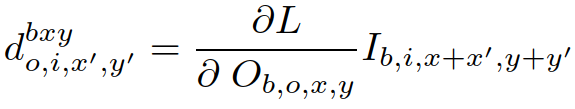 $d^{bxy}_{o,i,x',y'} = \frac{\partial L}{\partial\ O_{b,o,x,y}} I_{b,i,x+x',y+y'}$